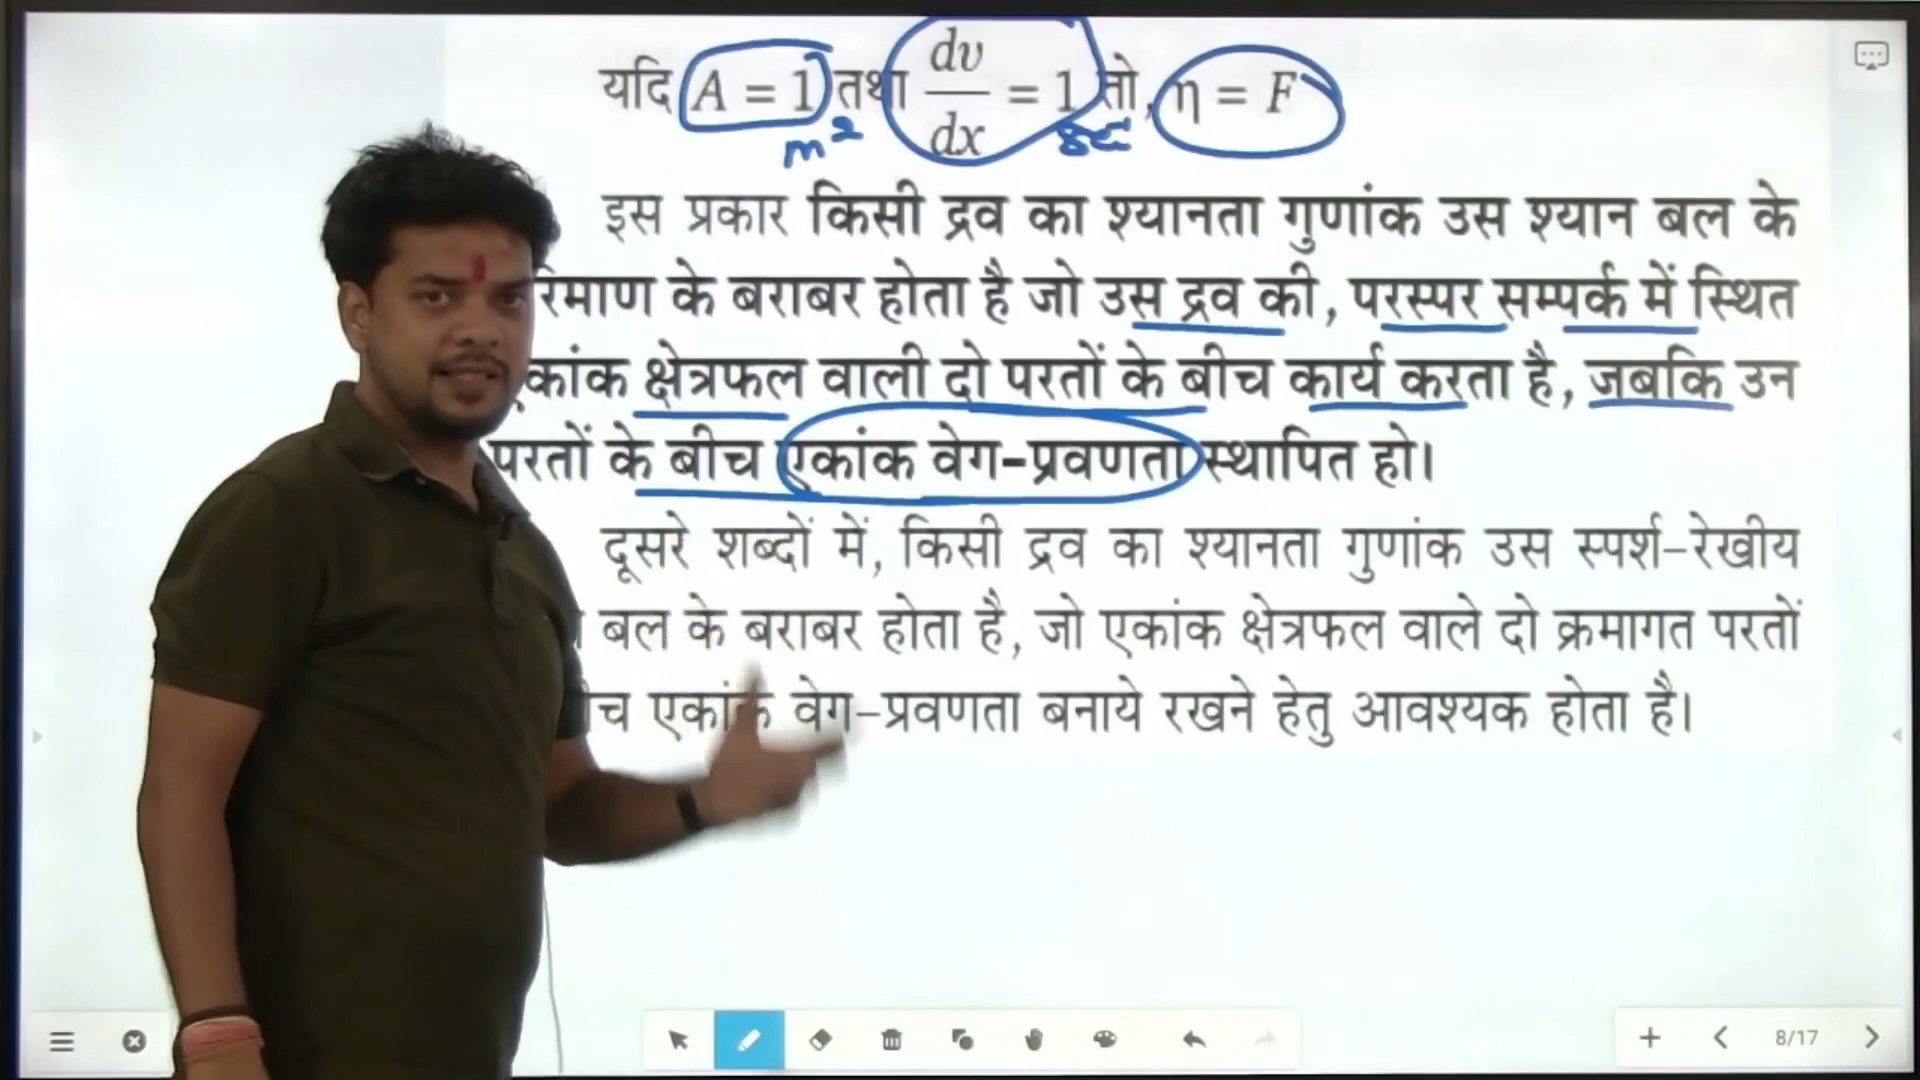 यदि A = 1 तथा dv/dx = 1 तो, η = F
m² sec
इस प्रकार किसी द्रव का श्यानता गुणांक उस श्यान बल के
रिमाण के बराबर होता है जो उस द्रव की, परस्पर सम्पर्क में स्थित
कांक क्षेत्रफल वाली दो परतों के बीच कार्य करता है, जबकि उन
परतों के बीच एकांक वेग-प्रवणता स्थापित हो।
दूसरे शब्दों में, किसी द्रव का श्यानता गुणांक उस स्पर्श-रेखीय
बल के बराबर होता है, जो एकांक क्षेत्रफल वाले दो क्रमागत परतों
च एकांक वेग-प्रवणता बनाये रखने हेतु आवश्यक होता है।
8/17